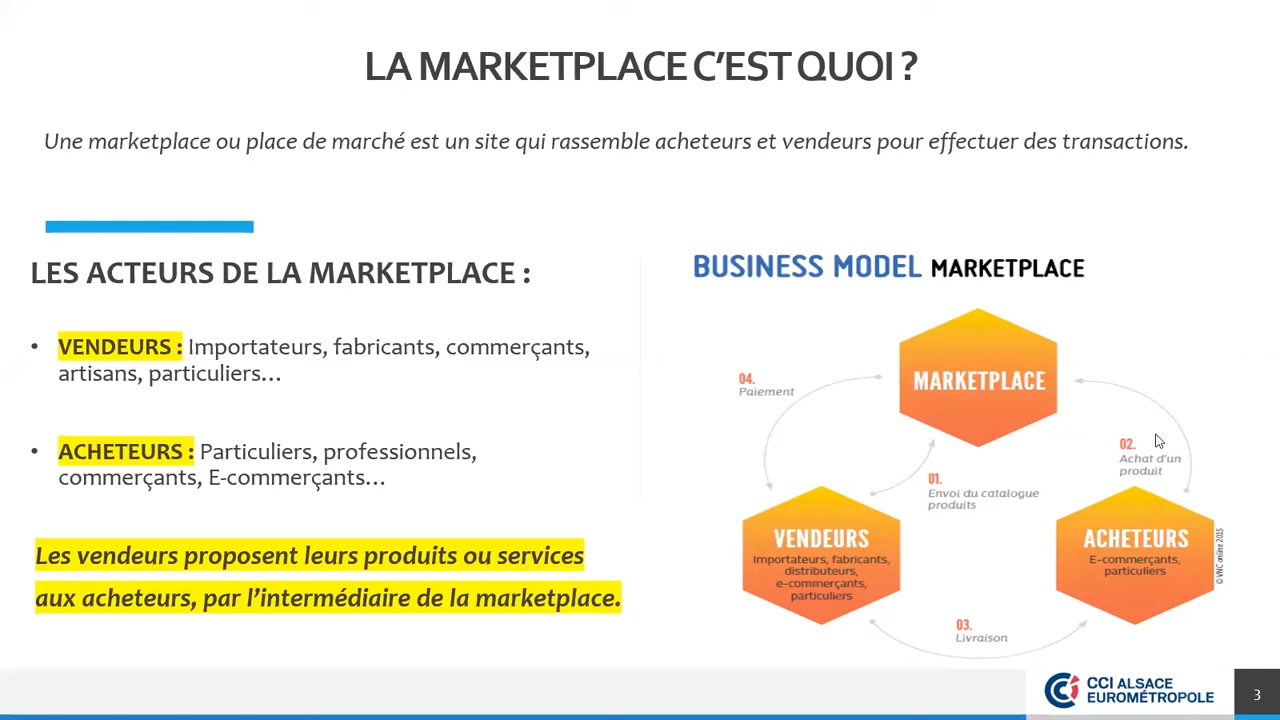 LA MARKETPLACE C'EST QUOI ?
Une marketplace ou place de marché est un site qui rassemble acheteurs et vendeurs pour effectuer des transactions.
LES ACTEURS DE LA MARKETPLACE :
• VENDEURS : Importateurs, fabricants, commerçants,
artisans, particuliers…
• ACHETEURS : Particuliers, professionnels,
commerçants, E-commerçants…
Les vendeurs proposent leurs produits ou services
aux acheteurs, par l'intermédiaire de la marketplace.
BUSINESS MODEL MARKETPLACE
MARKETPLACE
04.
Paiement
02.
Achat d'un
produit
01.
Envoi du catalogue
produits
VENDEURS
Importateurs, fabricants,
distributeurs,
e-commerçants,
particuliers
ACHETEURS
E-commerçants,
particuliers
© VNC online 2015
03.
Livraison
CCI ALSACE
EUROMÉTROPOLE
3